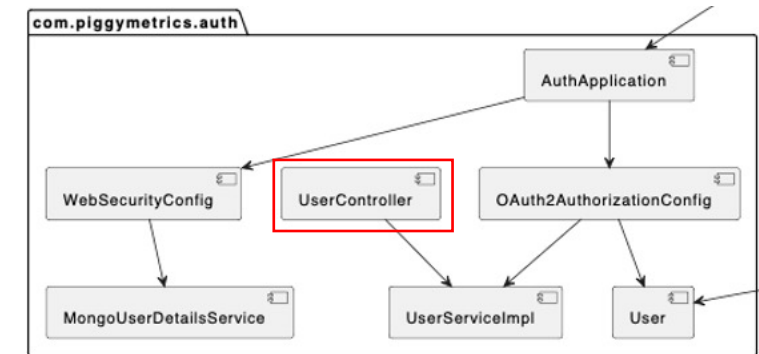 com.piggymetrics.auth
AuthApplication
WebSecurityConfig
UserController
OAuth2AuthorizationConfig
MongoUserDetailsService
UserServiceImpl
User